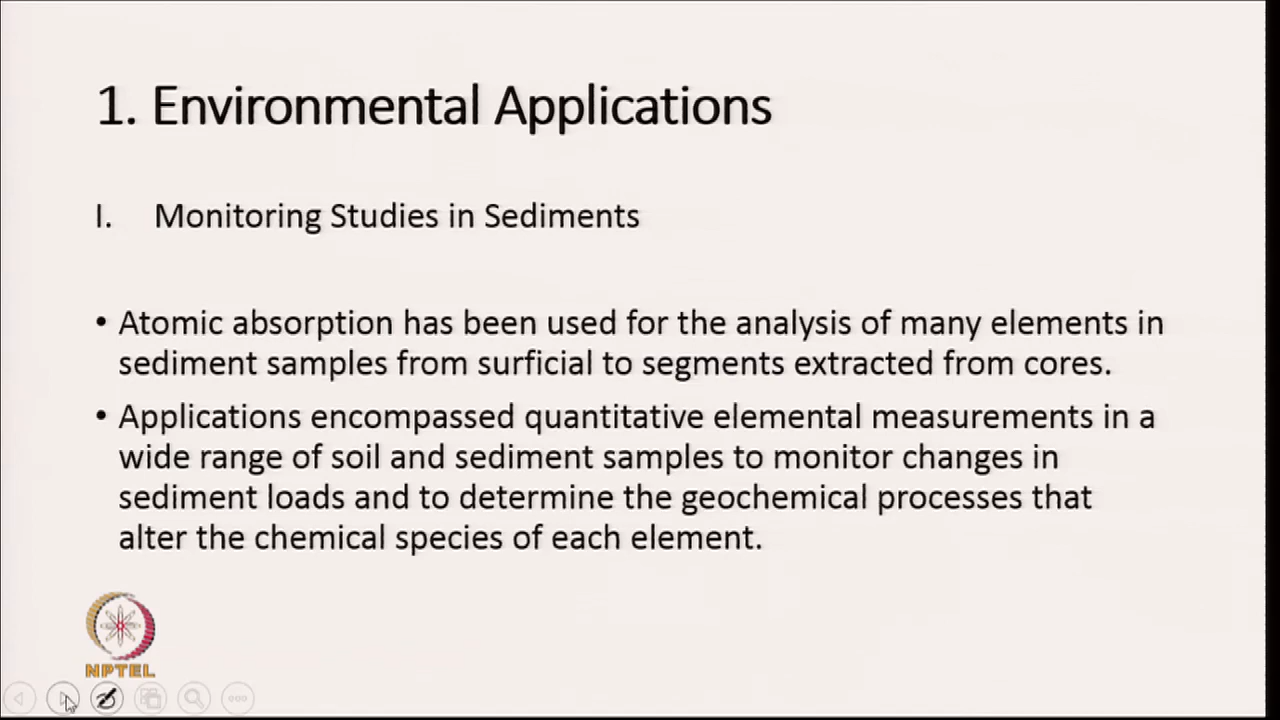 1. Environmental Applications
I. Monitoring Studies in Sediments
• Atomic absorption has been used for the analysis of many elements in
sediment samples from surficial to segments extracted from cores.
• Applications encompassed quantitative elemental measurements in a
wide range of soil and sediment samples to monitor changes in
sediment loads and to determine the geochemical processes that
alter the chemical species of each element.
NPTEL